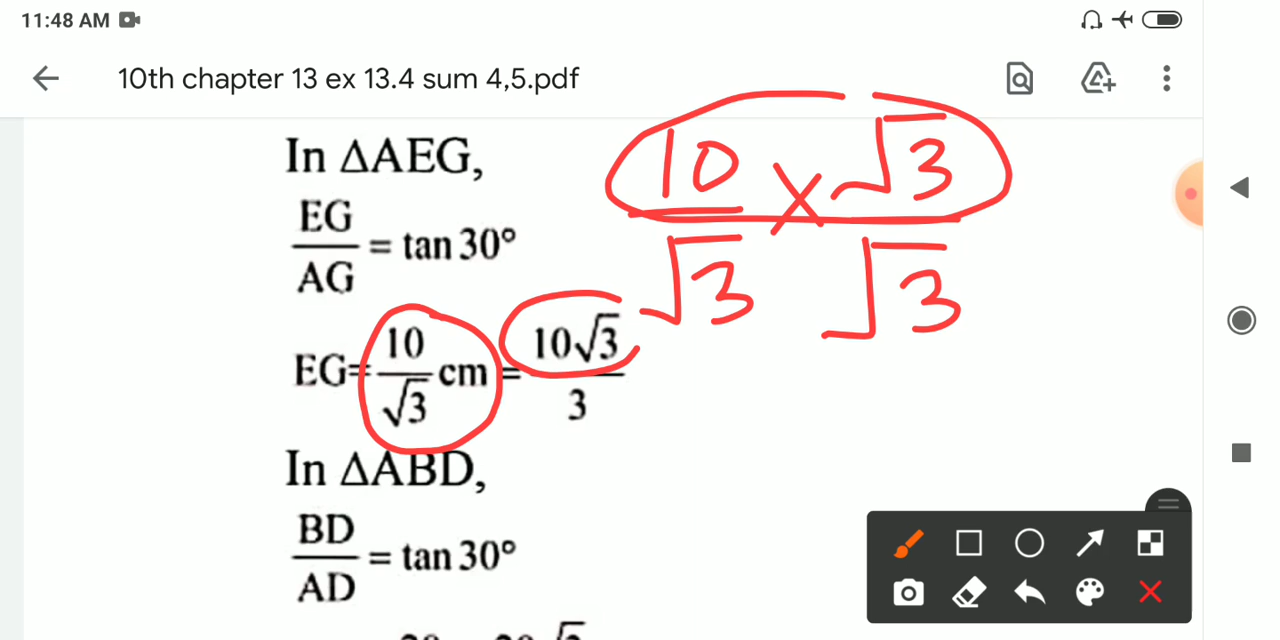 11:48 AM
10th chapter 13 ex 13.4 sum 4,5.pdf
In ΔAEG,
EG/AG = tan 30°
EG= 10/√3 cm = 10√3/3
10/√3 × √3/√3
In ΔABD,
BD/AD = tan 30°